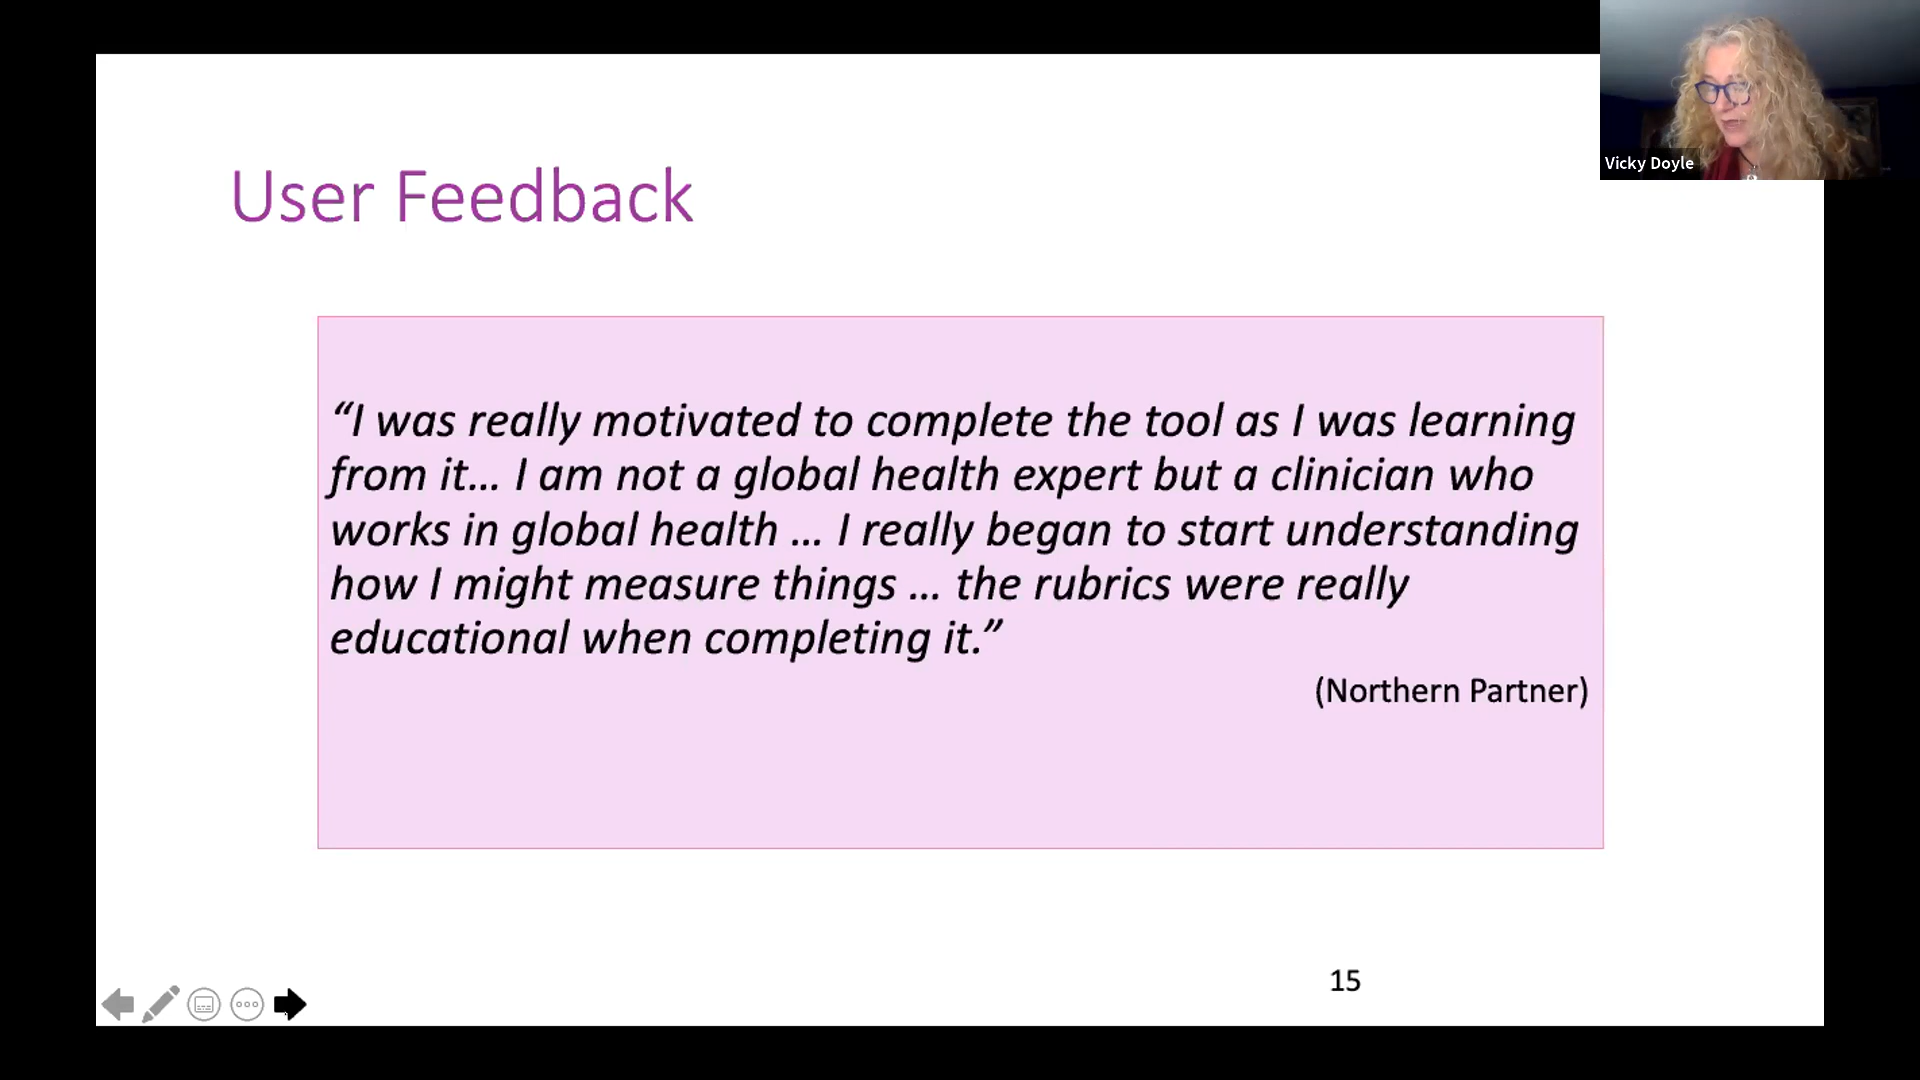 Vicky Doyle
User Feedback
“I was really motivated to complete the tool as I was learning
from it... I am not a global health expert but a clinician who
works in global health ... I really began to start understanding
how I might measure things ... the rubrics were really
educational when completing it.”
(Northern Partner)
15